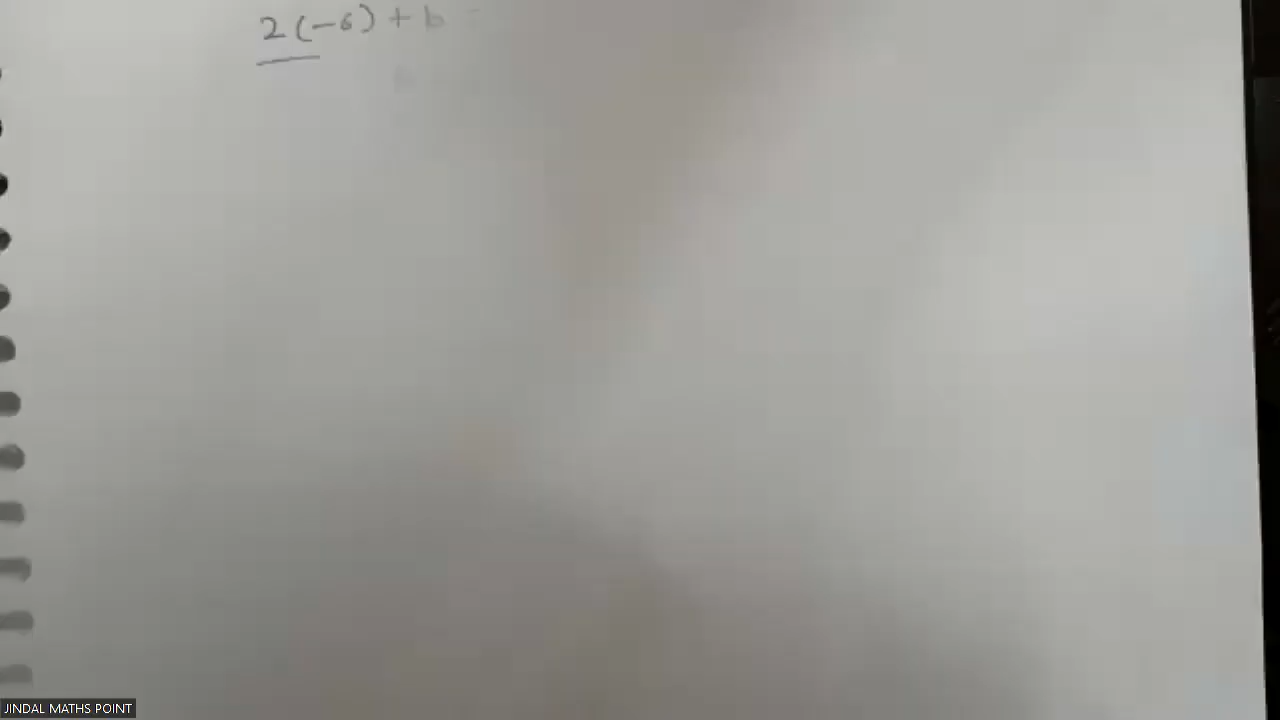 2(-6) + b =
JINDAL MATHS POINT